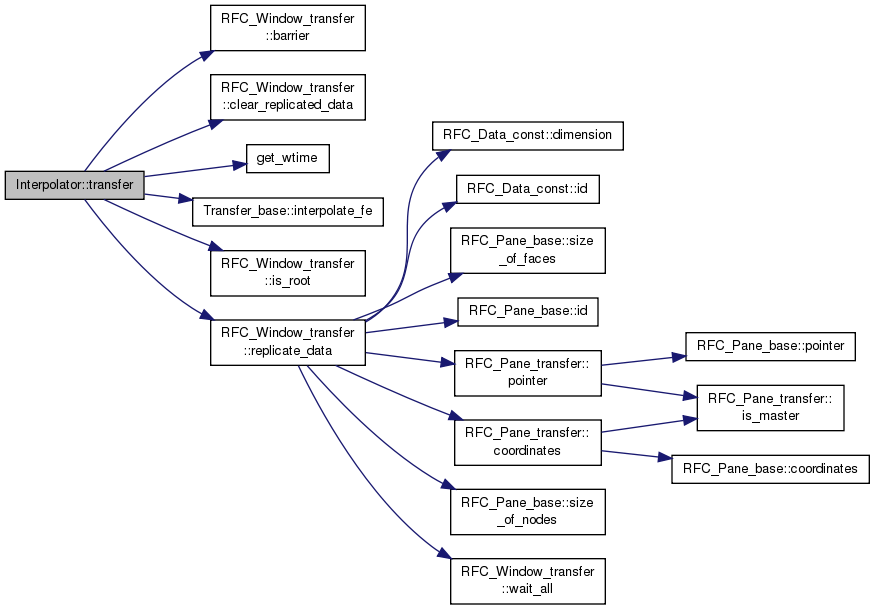 Interpolator::transfer
RFC_Window_transfer
::barrier
RFC_Window_transfer
::clear_replicated_data
get_wtime
Transfer_base::interpolate_fe
RFC_Window_transfer
::is_root
RFC_Window_transfer
::replicate_data
RFC_Data_const::dimension
RFC_Data_const::id
RFC_Pane_base::size
_of_faces
RFC_Pane_base::id
RFC_Pane_transfer::
pointer
RFC_Pane_transfer::
coordinates
RFC_Pane_base::size
_of_nodes
RFC_Window_transfer
::wait_all
RFC_Pane_base::pointer
RFC_Pane_transfer::
is_master
RFC_Pane_base::coordinates